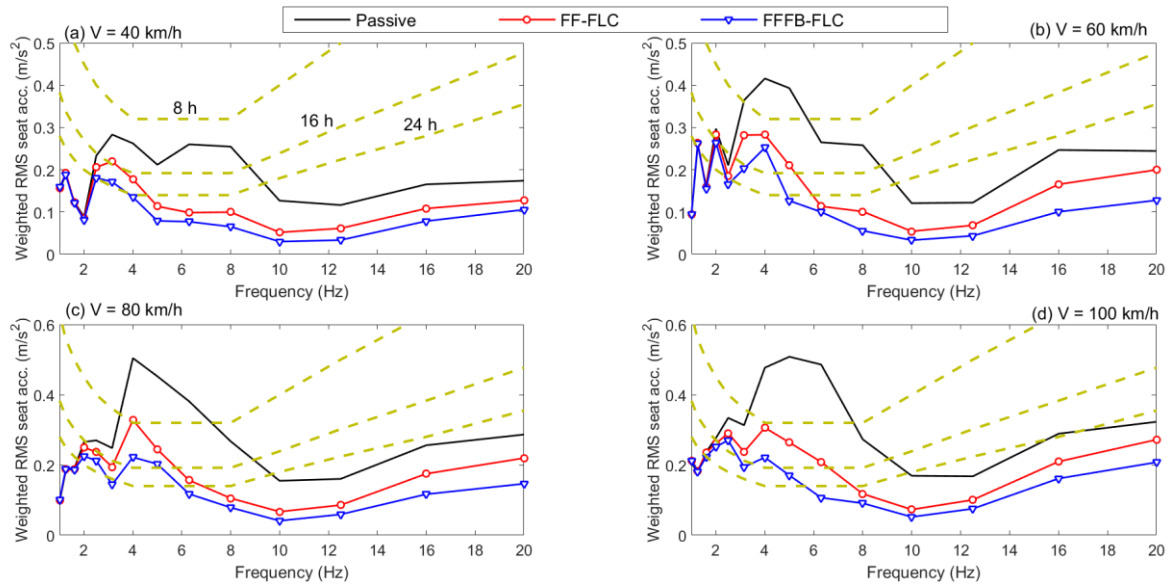 Passive FF-FLC FFFB-FLC
(a) V = 40 km/h
(b) V = 60 km/h
Weighted RMS seat acc. (m/s²)
0.5
0.4
0.3
0.2
0.1
0
8 h
16 h
24 h
2 4 6 8 10 12 14 16 18 20
Frequency (Hz)
Weighted RMS seat acc. (m/s²)
0.5
0.4
0.3
0.2
0.1
0
2 4 6 8 10 12 14 16 18 20
Frequency (Hz)
(c) V = 80 km/h
(d) V = 100 km/h
Weighted RMS seat acc. (m/s²)
0.6
0.4
0.2
0
2 4 6 8 10 12 14 16 18 20
Frequency (Hz)
Weighted RMS seat acc. (m/s²)
0.6
0.4
0.2
0
2 4 6 8 10 12 14 16 18 20
Frequency (Hz)